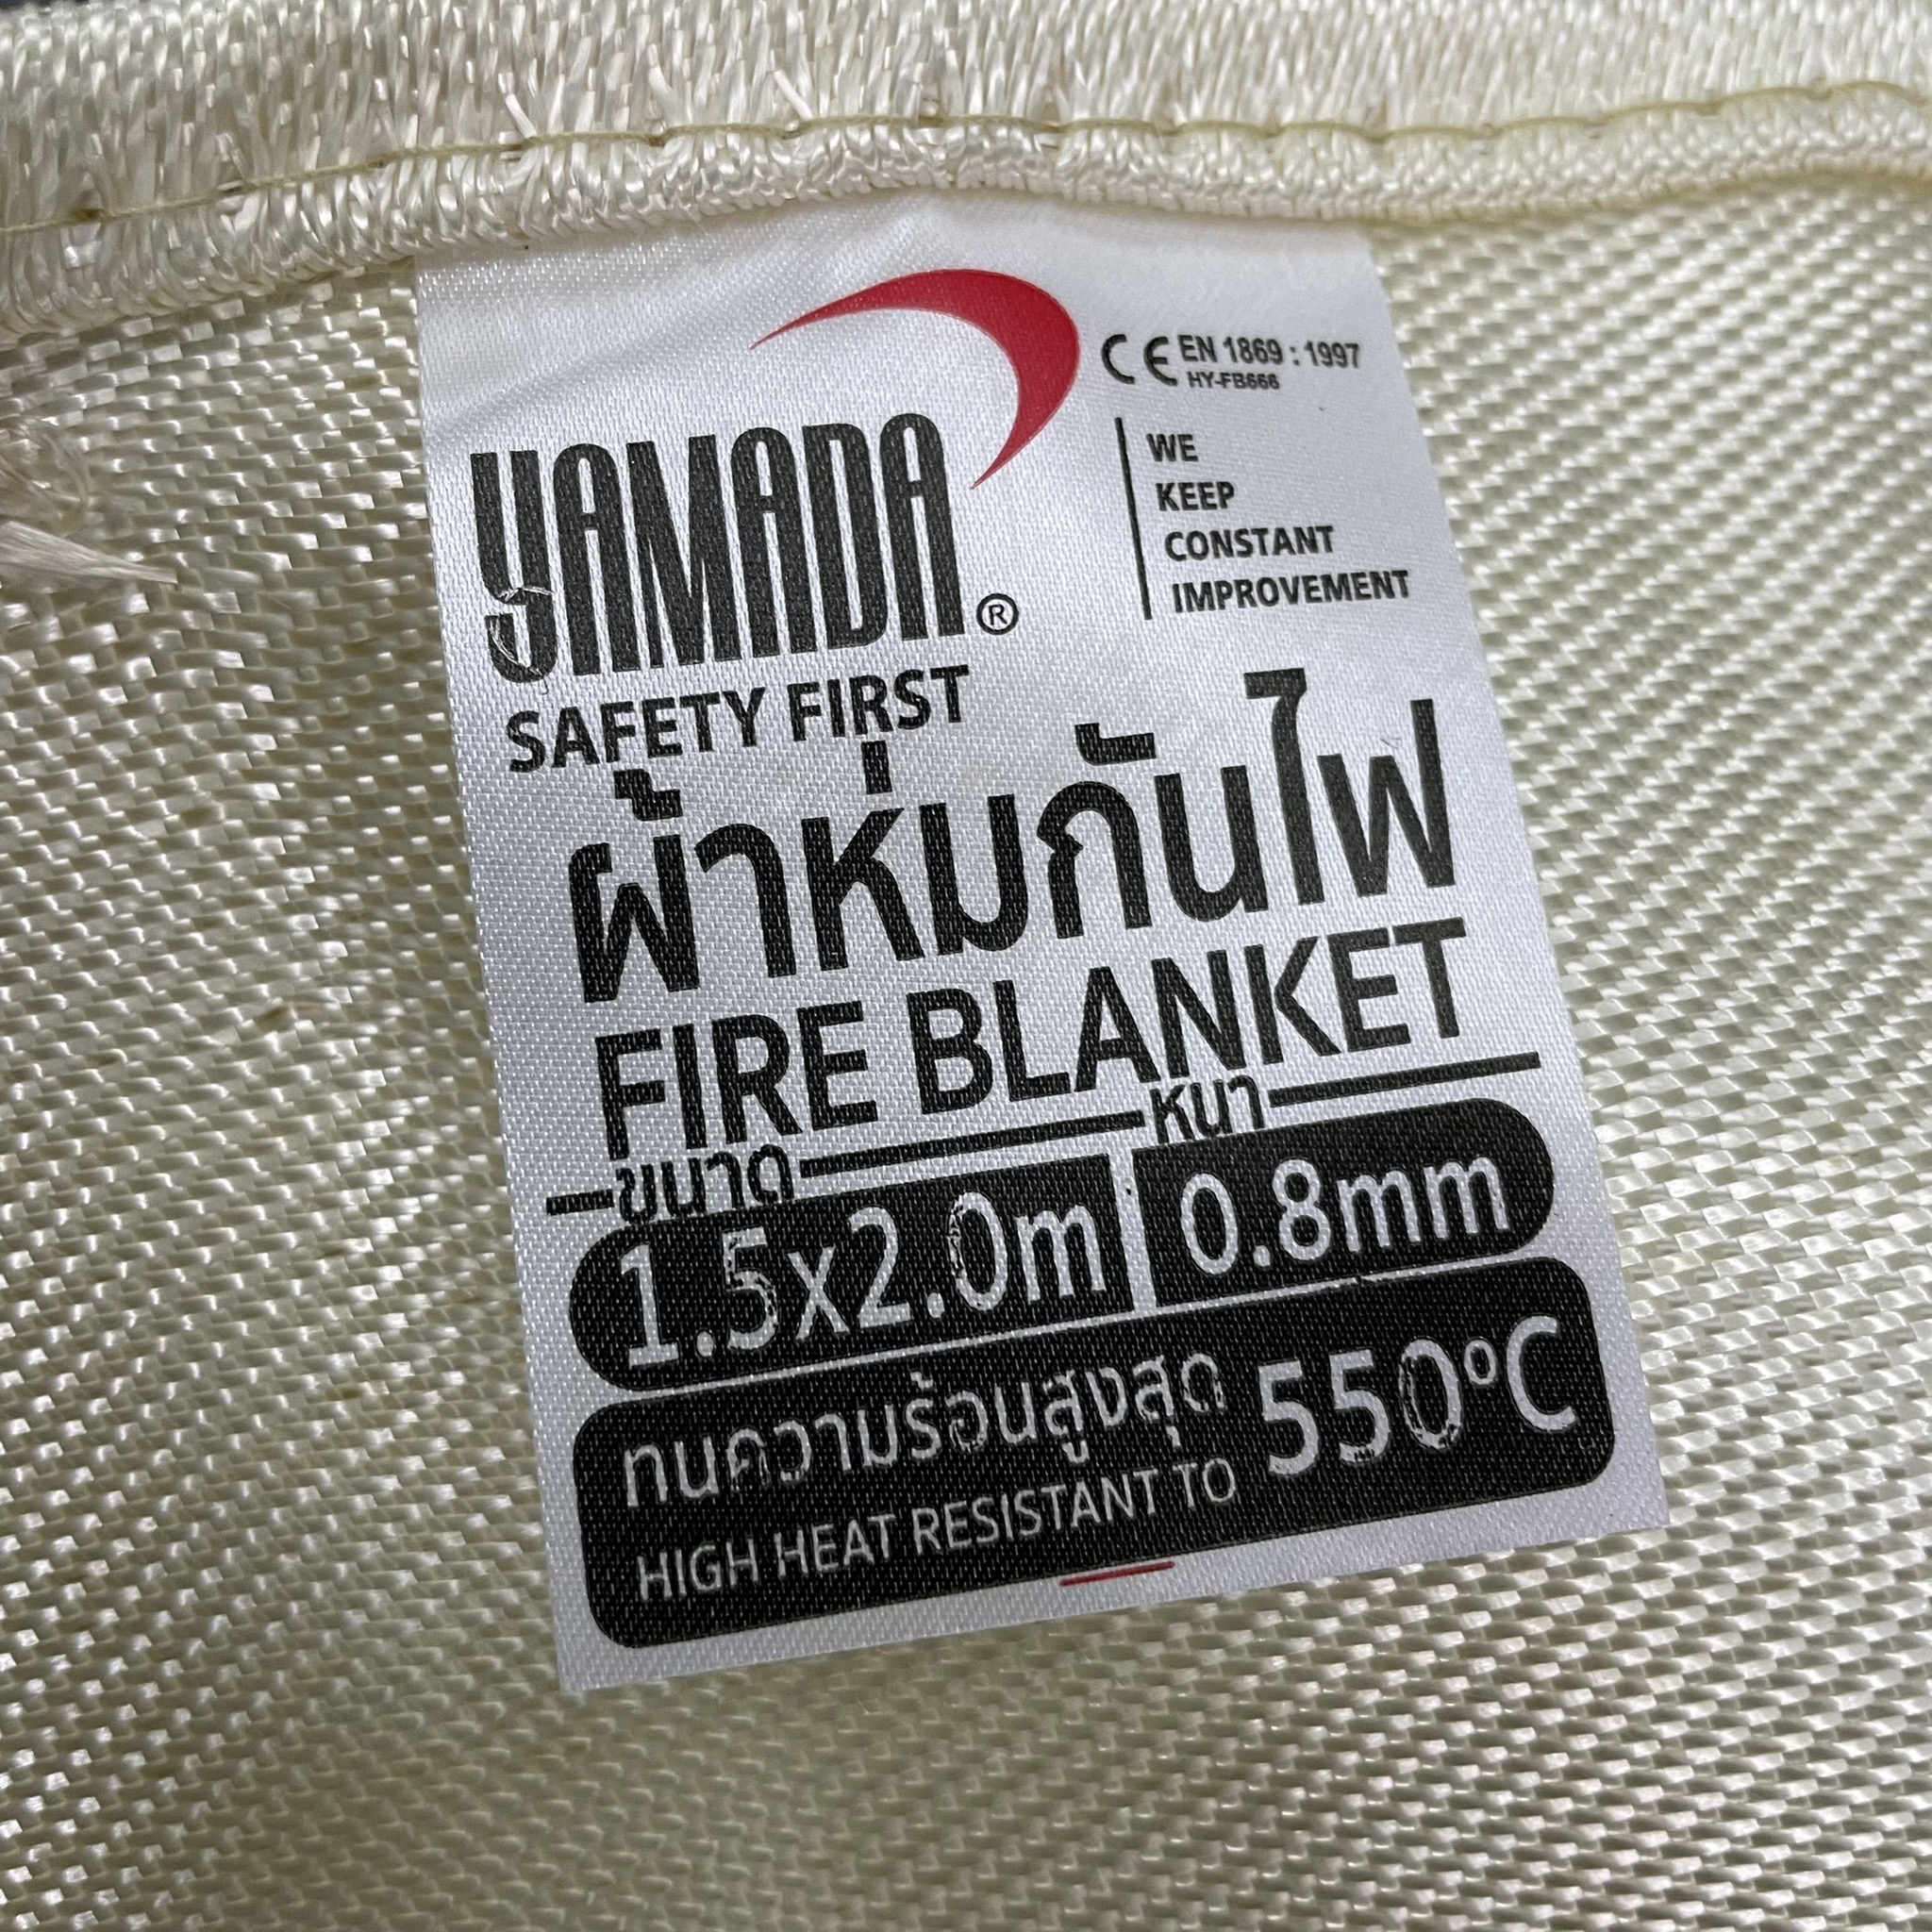 CE EN 1869 : 1997
HY-FB666
YAMADA®
SAFETY FIRST
WE
KEEP
CONSTANT
IMPROVEMENT
ผ้าห่มกันไฟ
FIRE BLANKET
ขนาด
1.5x2.0m
หนา
0.8mm
ทนความร้อนสูงสุด
HIGH HEAT RESISTANT TO
550°C